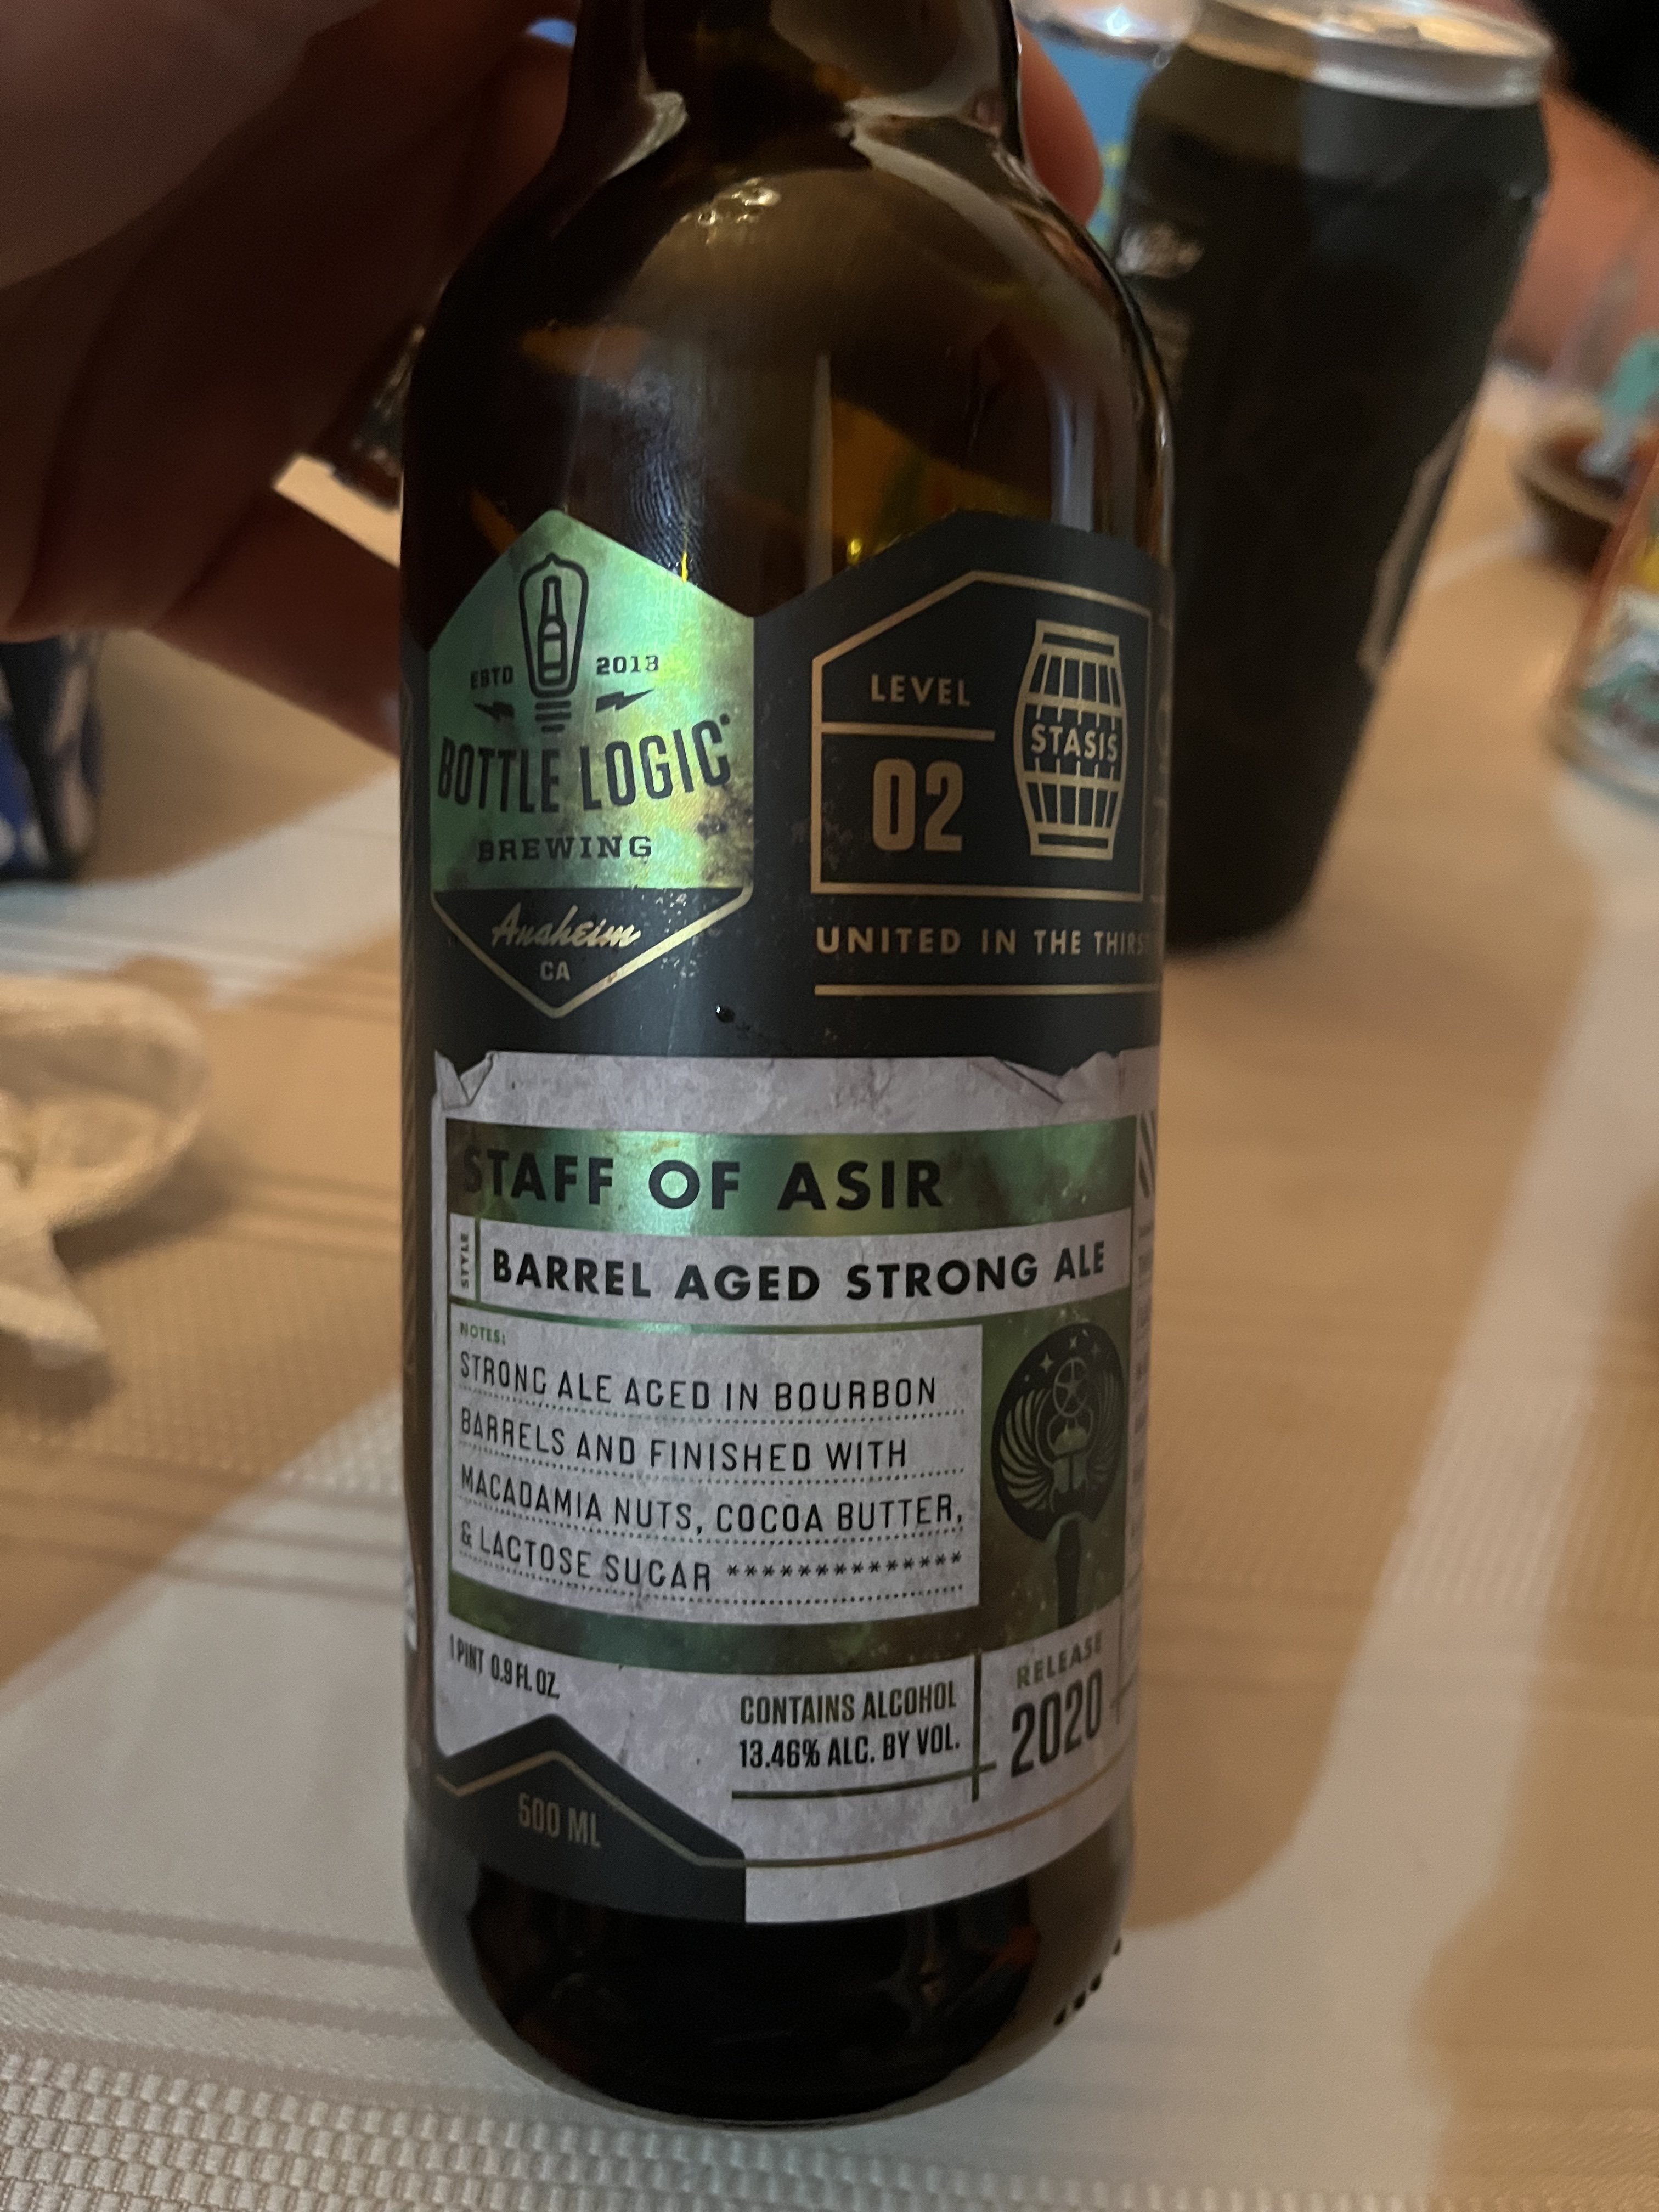 ESTD 2013
BOTTLE LOGIC
BREWING
Anaheim
CA
LEVEL
02
STASIS
UNITED IN THE
STAFF OF ASIR
STYLE
BARREL AGED STRONG ALE
NOTES:
STRONG ALE AGED IN BOURBON
BARRELS AND FINISHED WITH
MACADAMIA NUTS, COCOA BUTTER,
& LACTOSE SUGAR **************
1 PINT 0.9 FL. OZ.
CONTAINS ALCOHOL
13.46% ALC. BY VOL.
RELEASE
2020
500 ML